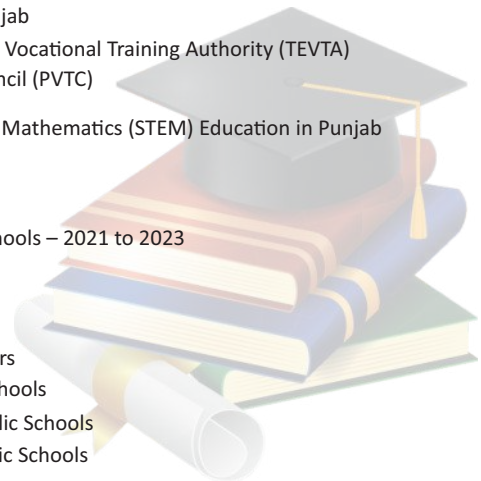 jab
Vocational Training Authority (TEVTA)
ncil (PVTC)
Mathematics (STEM) Education in Punjab
hools – 2021 to 2023
rs
hools
lic Schools
ic Schools